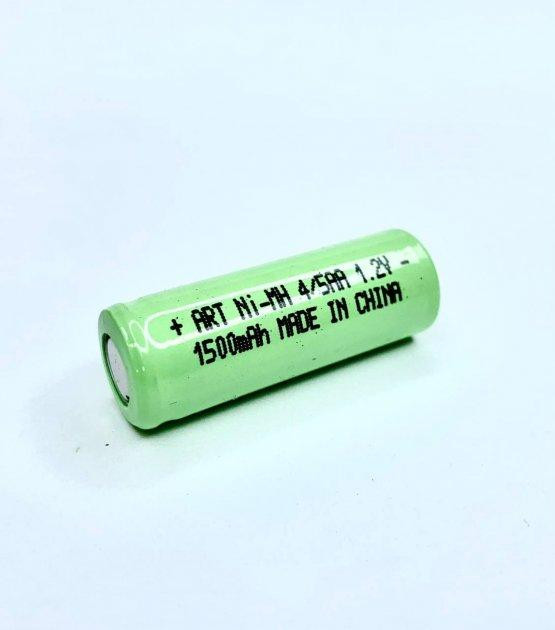 + ART Ni-MH 4/5AA 1.2V -
1500mAh MADE IN CHINA